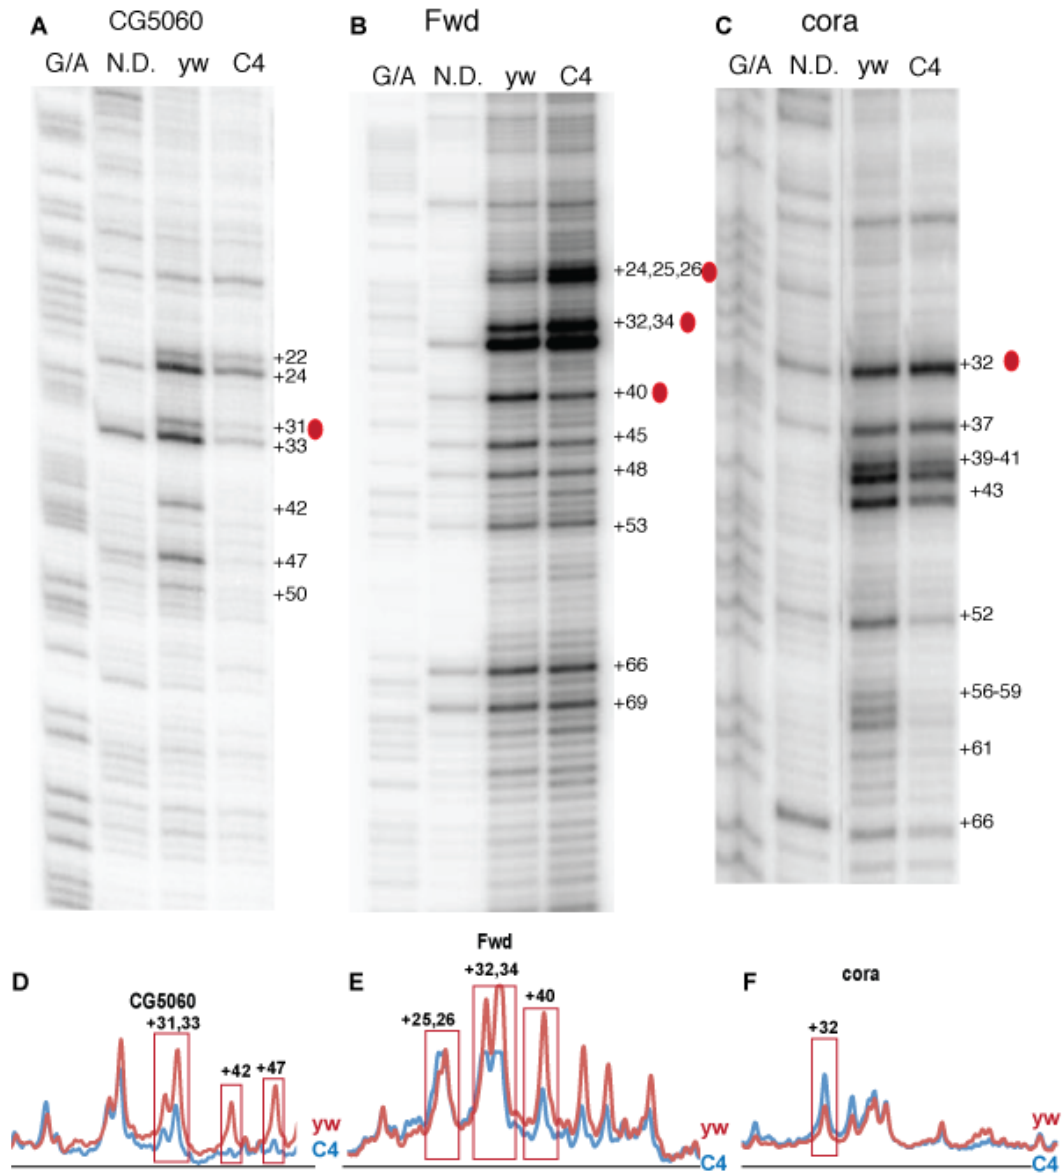 A CG5060
G/A N.D. yw C4
+22
+24
+31
+33
+42
+47
+50
B Fwd
G/A N.D. yw C4
+24,25,26
+32,34
+40
+45
+48
+53
+66
+69
C cora
G/A N.D. yw C4
+32
+37
+39-41
+43
+52
+56-59
+61
+66
D
CG5060
+31,33
+42 +47
yw
C4
E
Fwd
+32,34
+25,26
+40
yw
C4
F
cora
+32
yw
C4